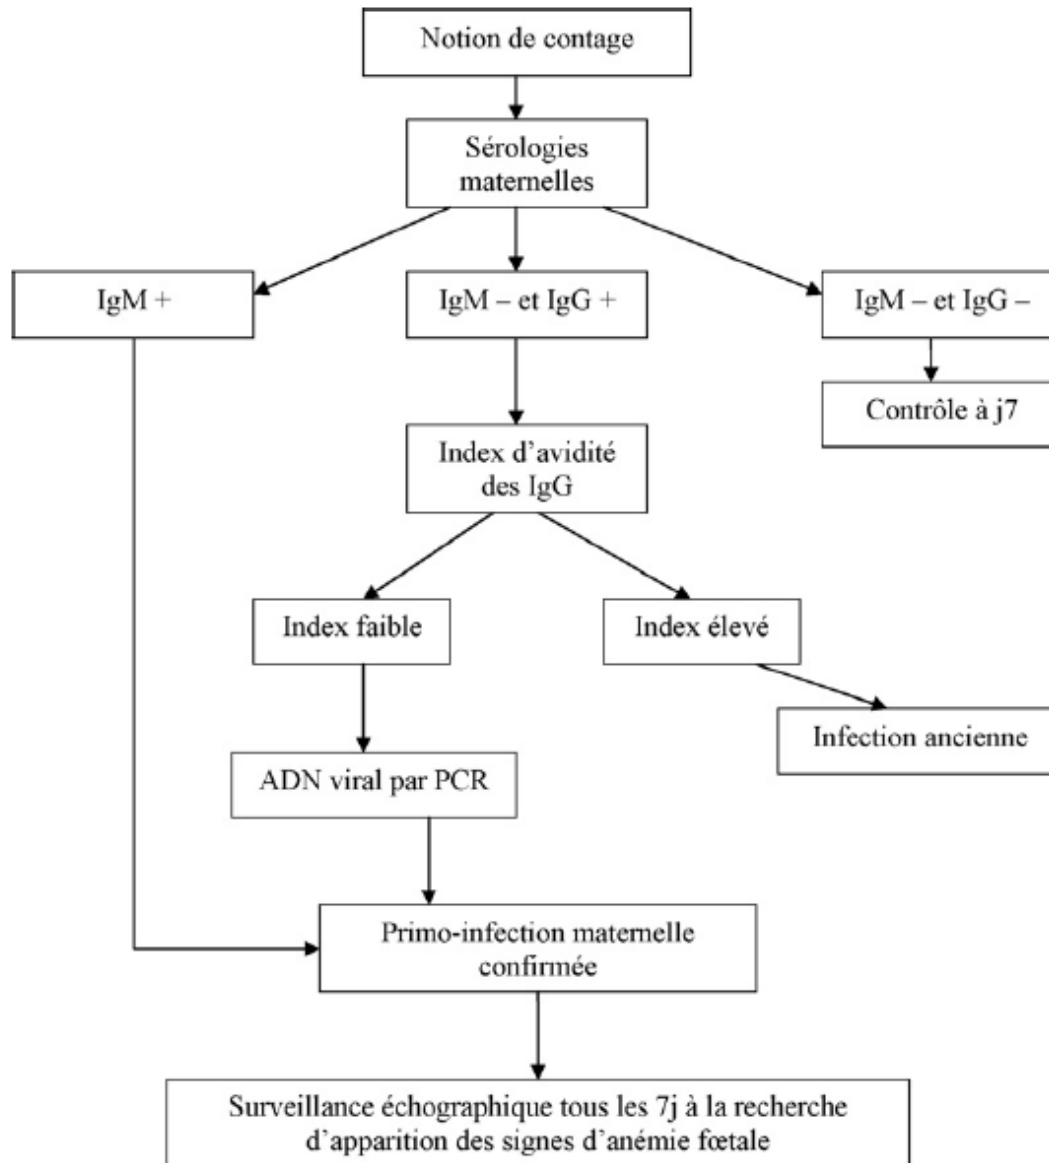 Notion de contage
Sérologies
maternelles
IgM +
IgM – et IgG +
IgM – et IgG –
Contrôle à j7
Index d’avidité
des IgG
Index faible
Index élevé
Infection ancienne
ADN viral par PCR
Primo-infection maternelle
confirmée
Surveillance échographique tous les 7j à la recherche
d’apparition des signes d’anémie fœtale